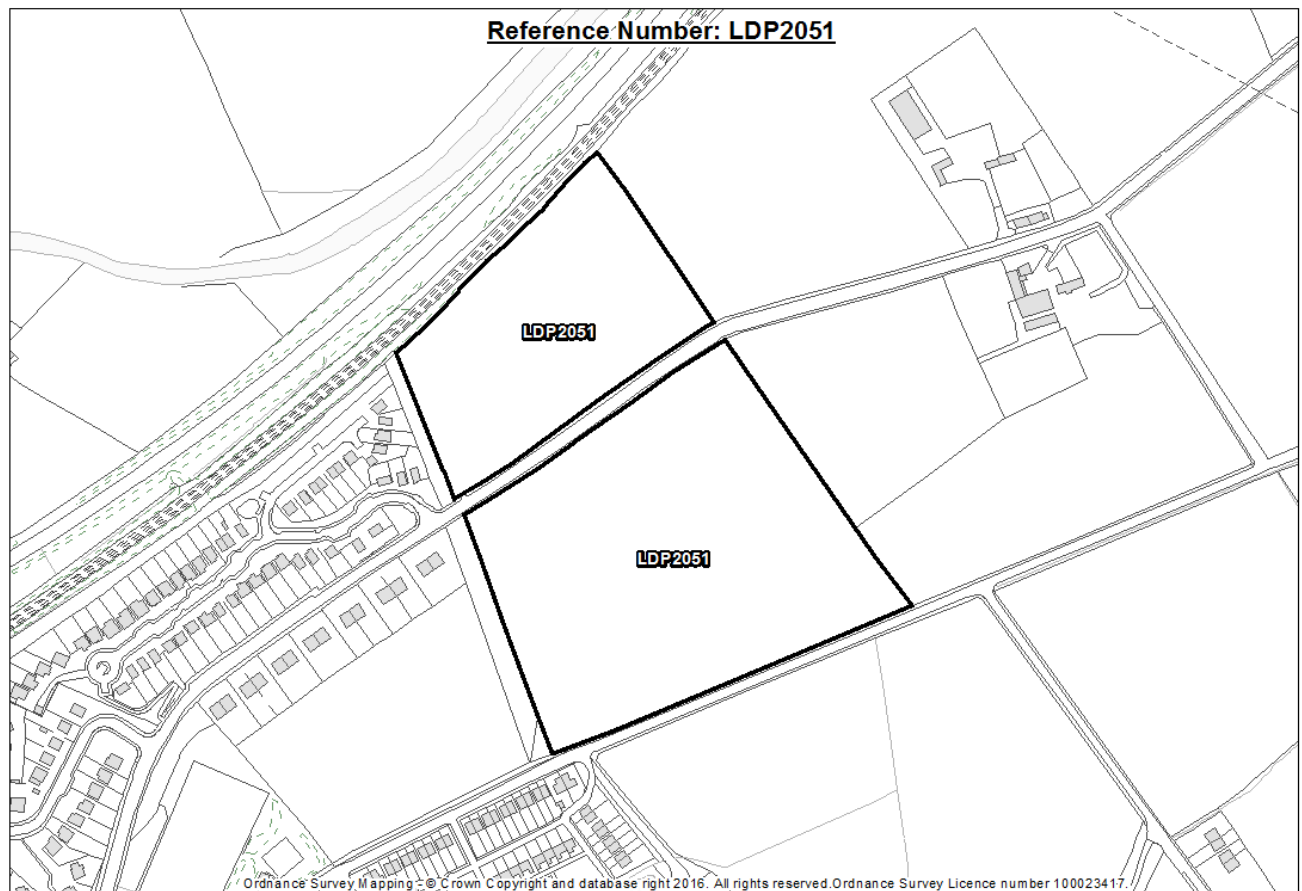 Reference Number: LDP2051
LDP2051
LDP2051
Ordnance Survey Mapping - © Crown Copyright and database right 2016. All rights reserved.Ordnance Survey Licence number 100023417.